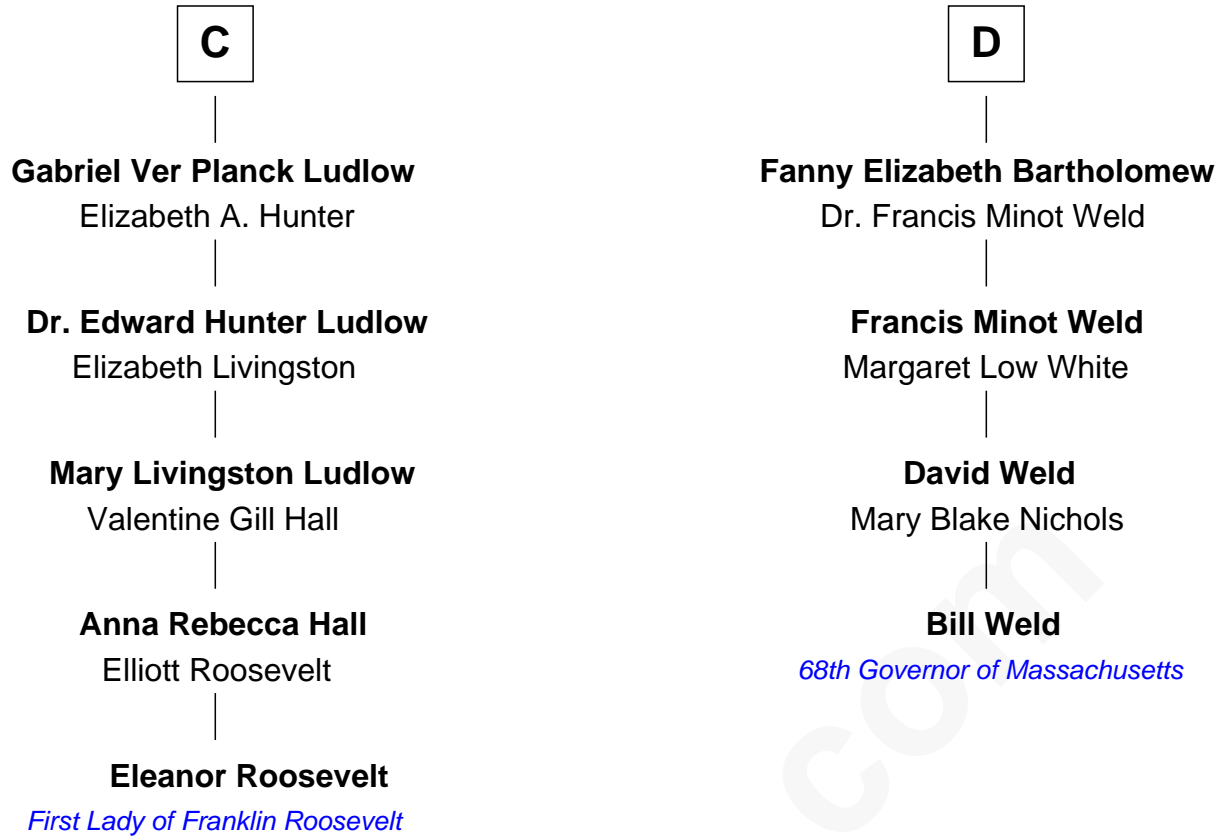 C
Gabriel Ver Planck Ludlow
Elizabeth A. Hunter
Dr. Edward Hunter Ludlow
Elizabeth Livingston
Mary Livingston Ludlow
Valentine Gill Hall
Anna Rebecca Hall
Elliott Roosevelt
Eleanor Roosevelt
First Lady of Franklin Roosevelt
D
Fanny Elizabeth Bartholomew
Dr. Francis Minot Weld
Francis Minot Weld
Margaret Low White
David Weld
Mary Blake Nichols
Bill Weld
68th Governor of Massachusetts
com